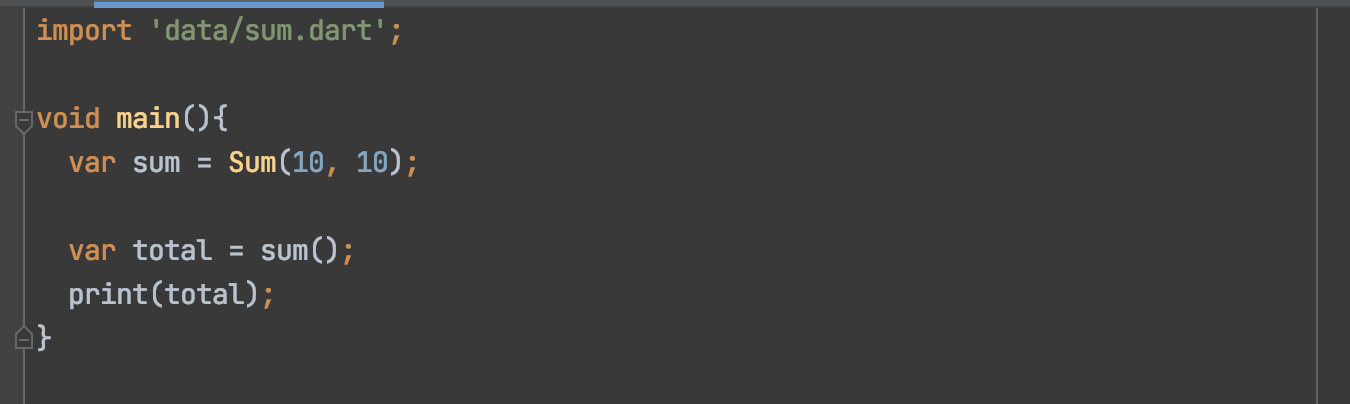 import 'data/sum.dart';
void main(){
  var sum = Sum(10, 10);
  var total = sum();
  print(total);
}